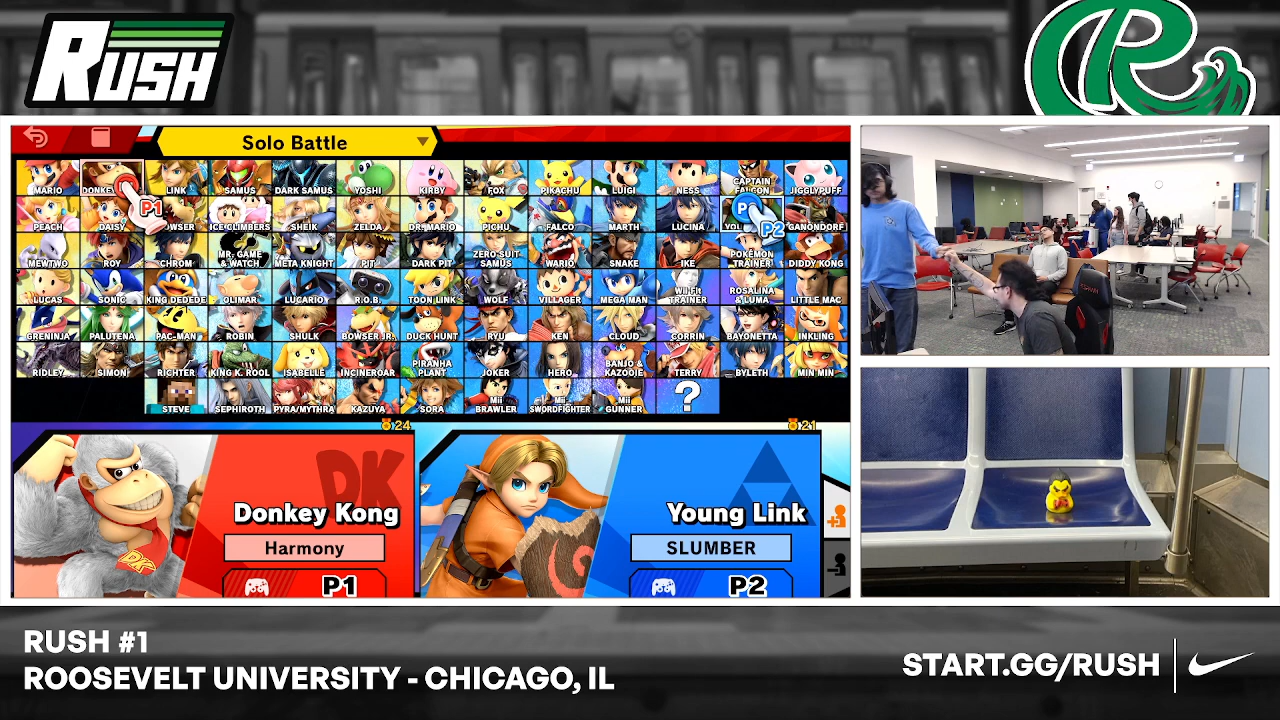 RUSH
R
Solo Battle
MARIO DONKE LINK SAMUS DARK SAMUS YOSHI KIRBY FOX PIKACHU LUIGI NESS CAPTAIN FALCON JIGGLYPUFF
P1
PEACH DAISY WSER ICE CLIMBERS SHEIK ZELDA DR. MARIO PICHU FALCO MARTH LUCINA YOU GANONDORF
P2
MEWTWO ROY CHROM MR. GAME & WATCH META KNIGHT PIT DARK PIT ZERO SUIT SAMUS WARIO SNAKE IKE POKÉMON TRAINER DIDDY KONG
LUCAS SONIC KING DEDEDE OLIMAR LUCARIO R.O.B. TOON LINK WOLF VILLAGER MEGA MAN Wii Fit TRAINER ROSALINA & LUMA LITTLE MAC
GRENINJA PALUTENA PAC-MAN ROBIN SHULK BOWSER JR. DUCK HUNT RYU KEN CLOUD CORRIN BAYONETTA INKLING
RIDLEY SIMON RICHTER KING K. ROOL ISABELLE INCINEROAR PIRANHA PLANT JOKER HERO BANJO & KAZOOIE TERRY BYLETH MIN MIN
STEVE SEPHIROTH PYRA/MYTHRA KAZUYA SORA Mii BRAWLER Mii SWORDFIGHTER Mii GUNNER ?
24 21
DK
Donkey Kong
Harmony
P1
DK
Young Link
SLUMBER
P2
RUSH #1
ROOSEVELT UNIVERSITY - CHICAGO, IL
START.GG/RUSH